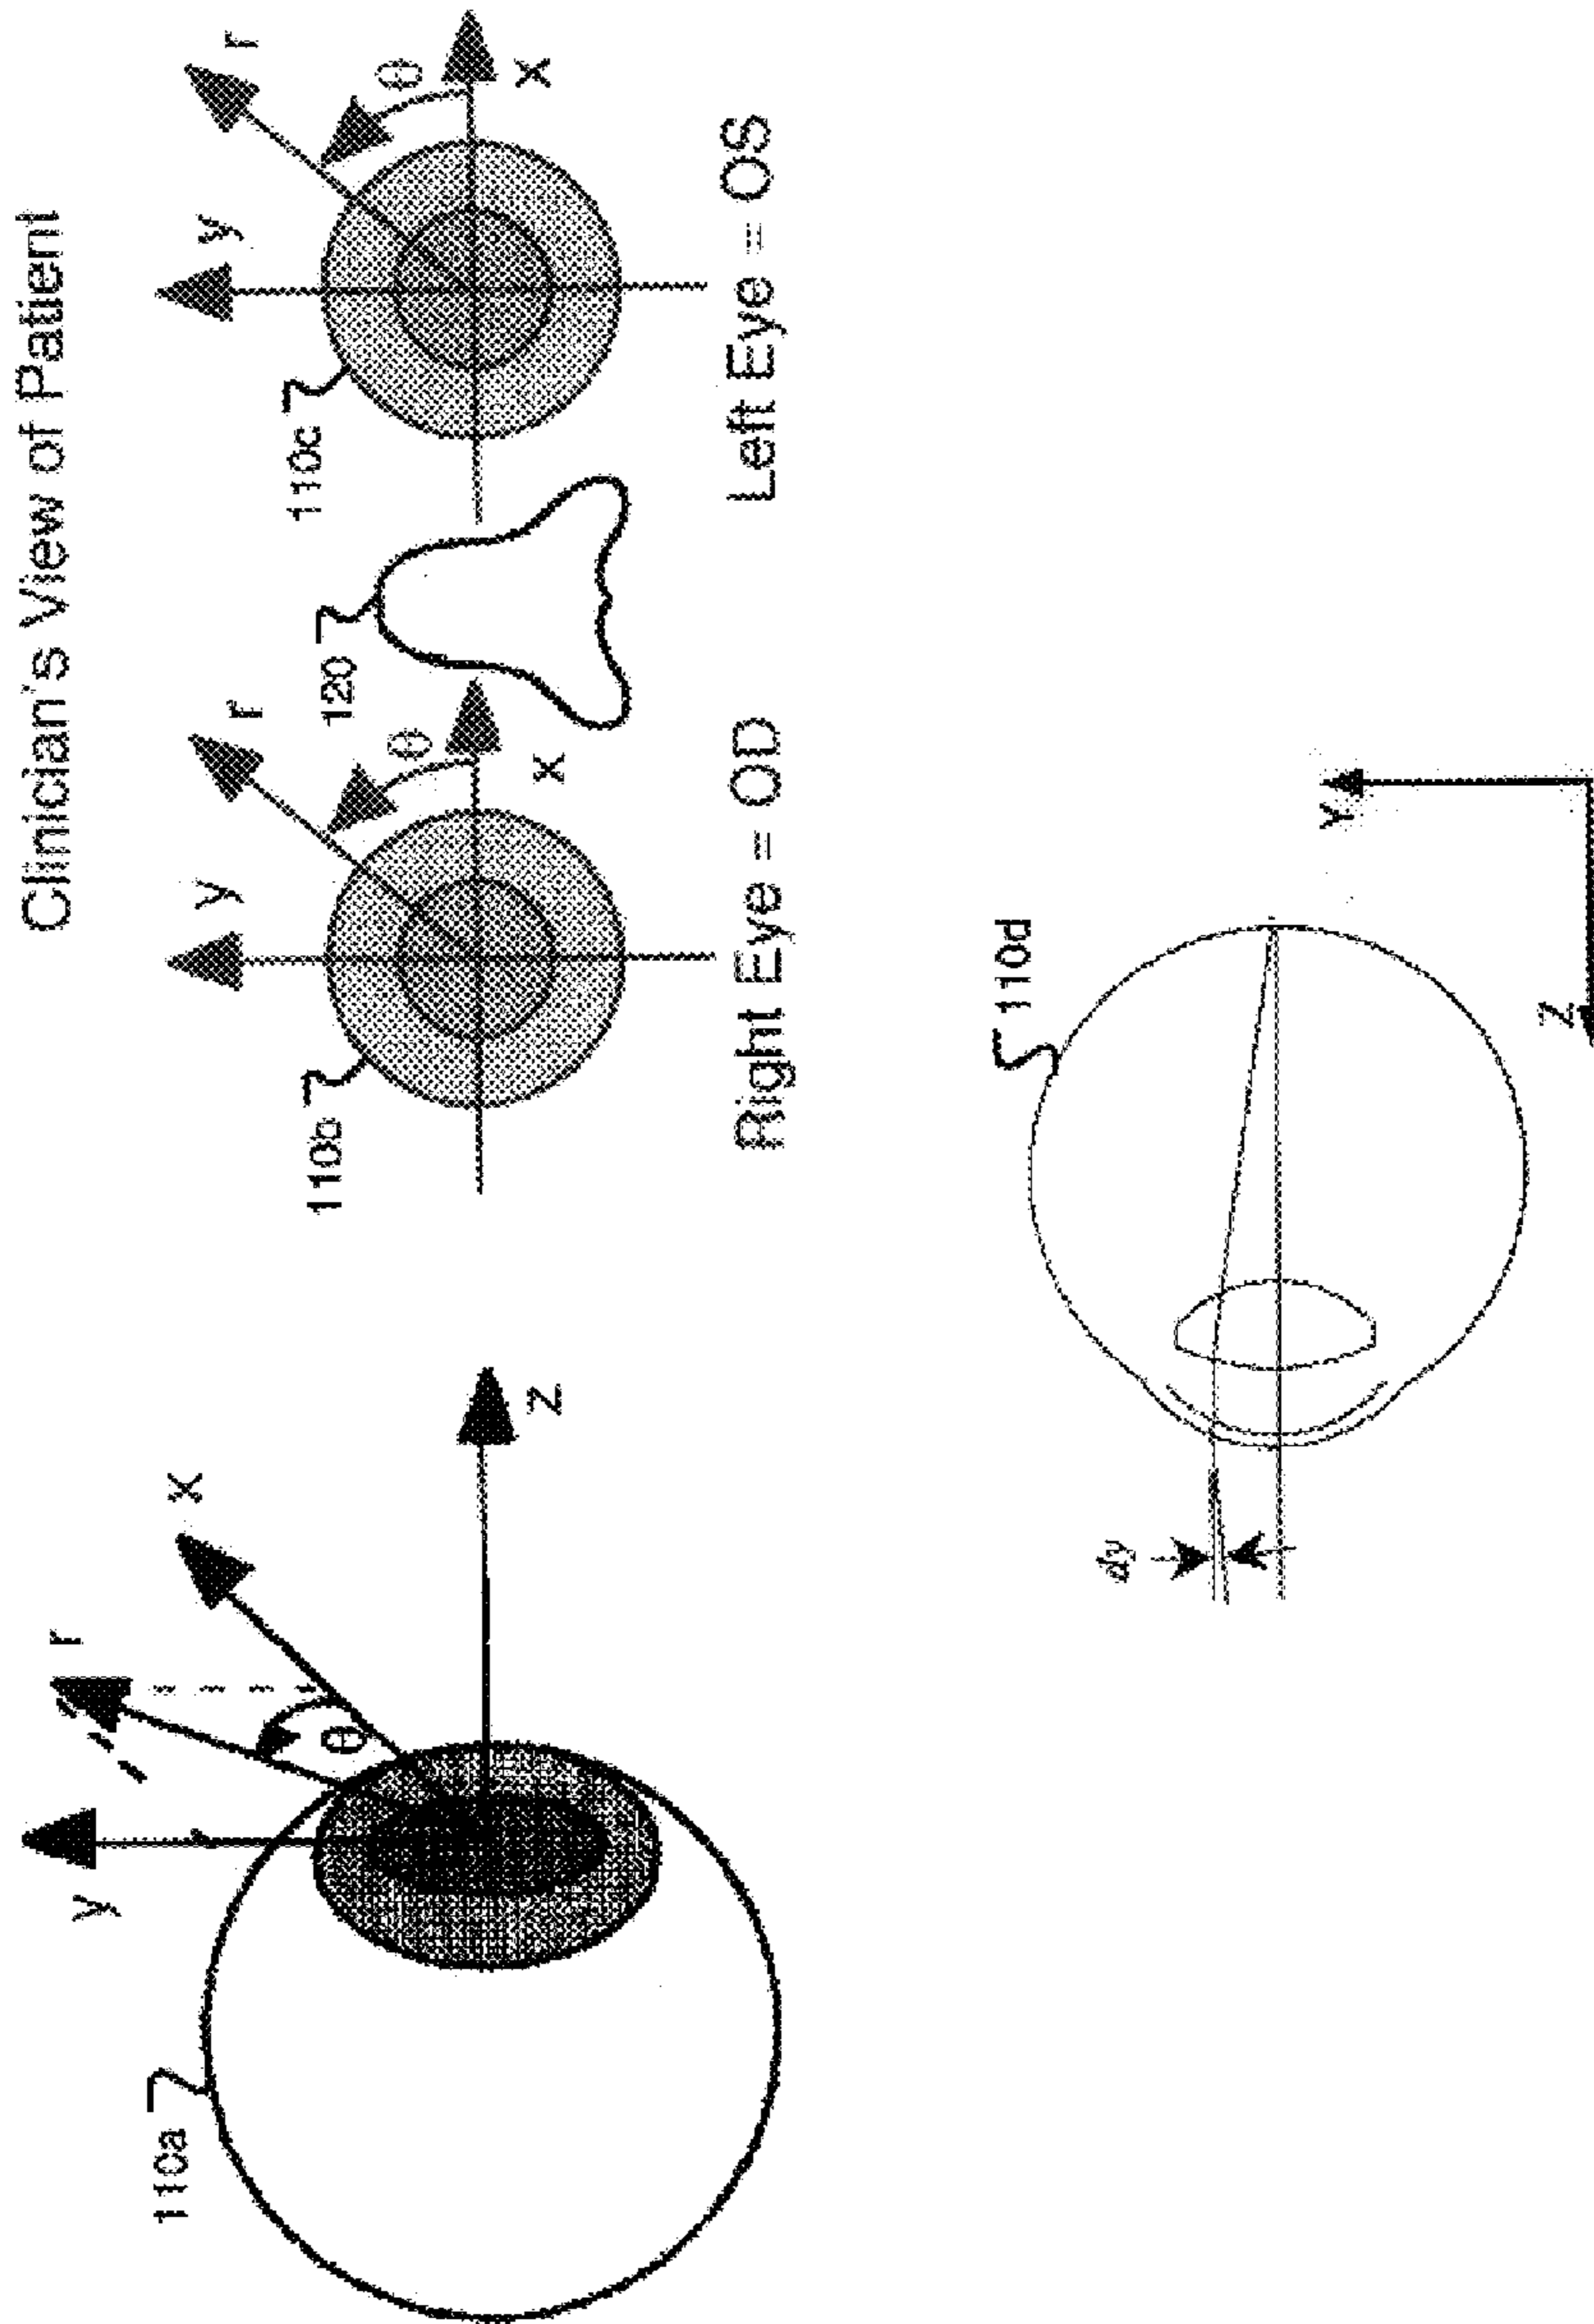 Clinician's View of Patient
y
r
x
θ
z
110a
y
r
θ
x
110b
120
y
r
θ
x
110c
Right Eye = OD
Left Eye = OS
dy
110d
Y
Z